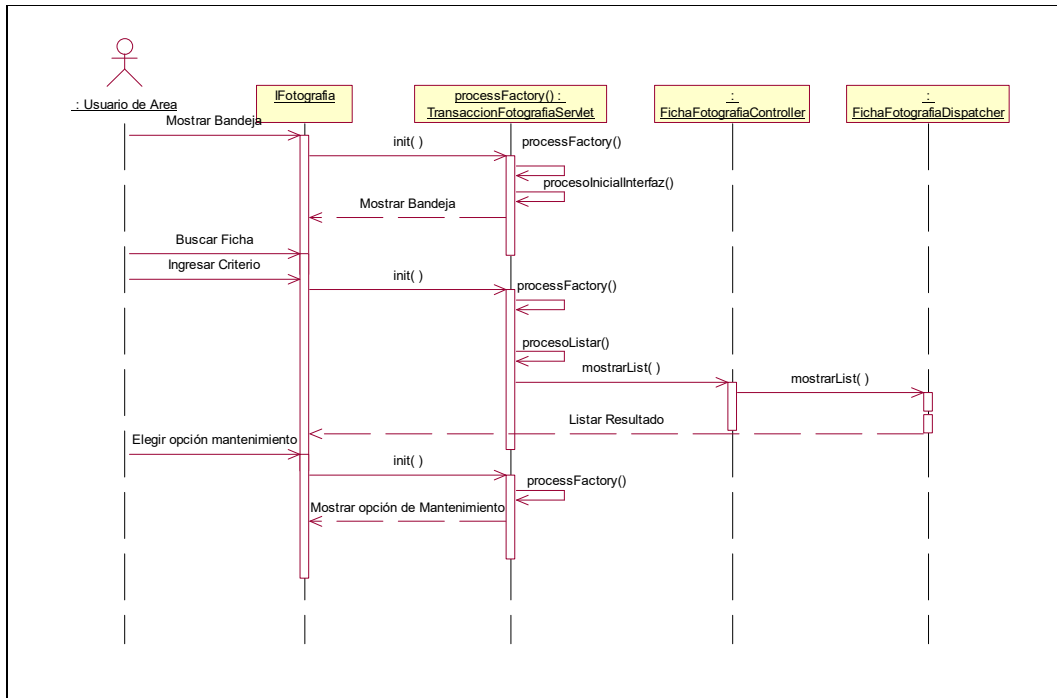 : Usuario de Area
IFotografia
processFactory() :
TransaccionFotografiaServlet
:
FichaFotografiaController
:
FichaFotografiaDispatcher
Mostrar Bandeja
init( )
processFactory()
procesoInicialInterfaz()
Mostrar Bandeja
Buscar Ficha
Ingresar Criterio
init( )
processFactory()
procesoListar()
mostrarList( )
mostrarList( )
Listar Resultado
Elegir opción mantenimiento
init( )
processFactory()
Mostrar opción de Mantenimiento